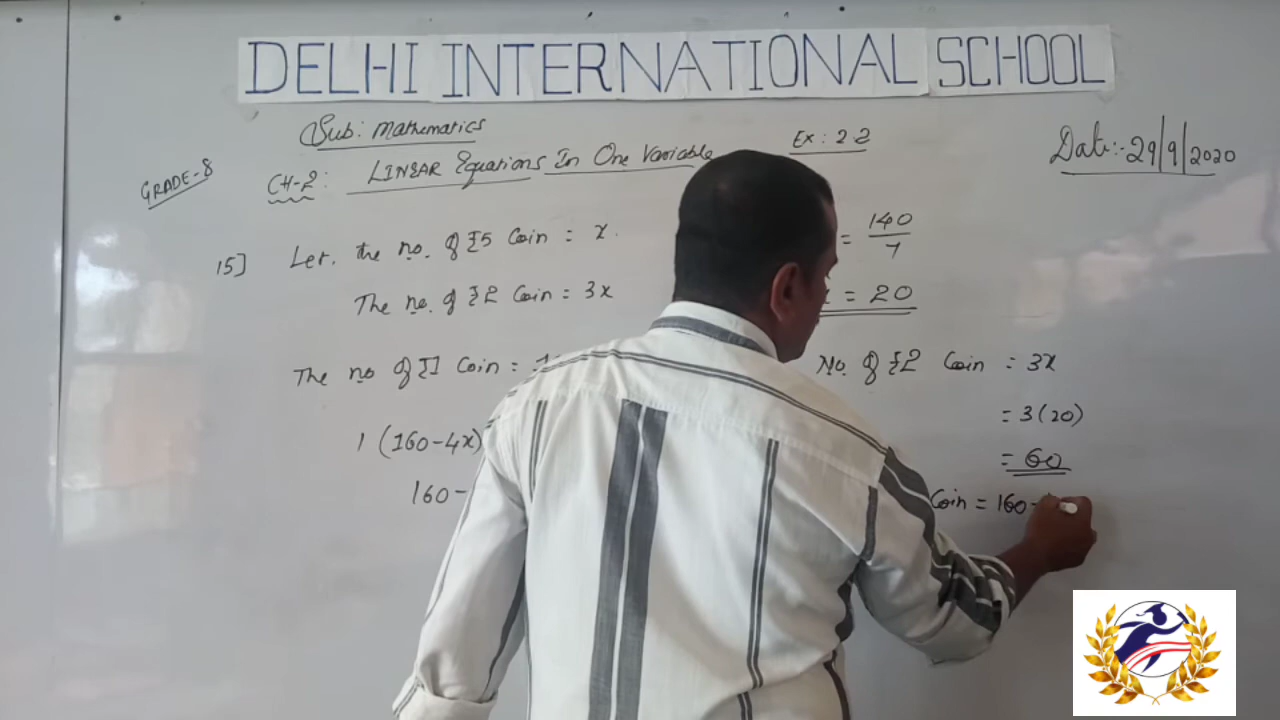 DELHI INTERNATIONAL SCHOOL
Sub: Mathematics
Ex: 2.2
Date:-29/9/2020
GRADE-8
CH-2: LINEAR Equations In One Variable
15] Let. the no. of ₹5 Coin = x.
The no. of ₹2 Coin = 3x
The no of ₹1 Coin =
1 (160-4x)
160-
= 140/7
= 20
No. of ₹2 Coin = 3x
= 3(20)
= 60
Coin = 160-